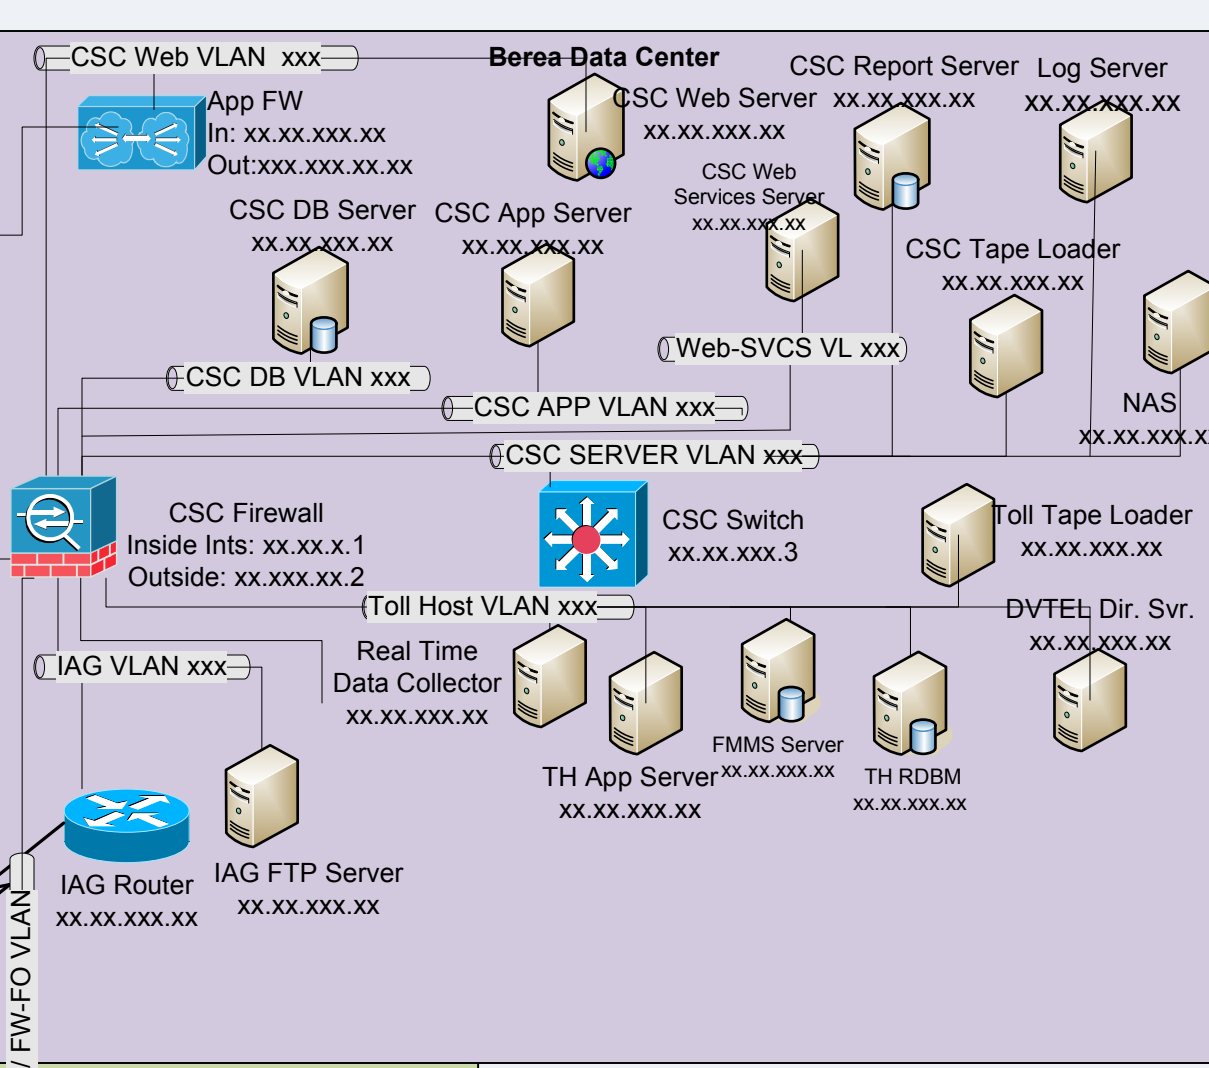 CSC Web VLAN  xxx
Berea Data Center
App FW
In: xx.xx.xxx.xx
Out:xxx.xxx.xx.xx
CSC Web Server
xx.xx.xxx.xx
CSC Report Server
xx.xx.xxx.xx
Log Server
xx.xx.xxx.xx
CSC Web
Services Server
xx.xx.xxx.xx
CSC DB Server
xx.xx.xxx.xx
CSC App Server
xx.xx.xxx.xx
CSC Tape Loader
xx.xx.xxx.xx
Web-SVCS VL xxx
CSC DB VLAN xxx
CSC APP VLAN xxx
NAS
xx.xx.xxx.x
CSC SERVER VLAN xxx
CSC Firewall
Inside Ints: xx.xx.x.1
Outside: xx.xxx.xx.2
CSC Switch
xx.xx.xxx.3
Toll Tape Loader
xx.xx.xxx.xx
Toll Host VLAN xxx
DVTEL Dir. Svr.
xx.xx.xxx.xx
IAG VLAN xxx
Real Time
Data Collector
xx.xx.xxx.xx
TH App Server
xx.xx.xxx.xx
FMMS Server
xx.xx.xxx.xx
TH RDBM
xx.xx.xxx.xx
IAG Router
xx.xx.xxx.xx
IAG FTP Server
xx.xx.xxx.xx
/ FW-FO VLAN